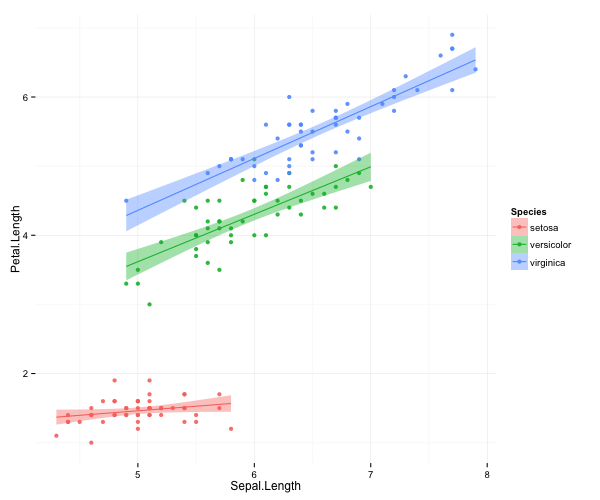 Petal.Length
6
4
2
5 6 7 8
Sepal.Length
Species
setosa
versicolor
virginica